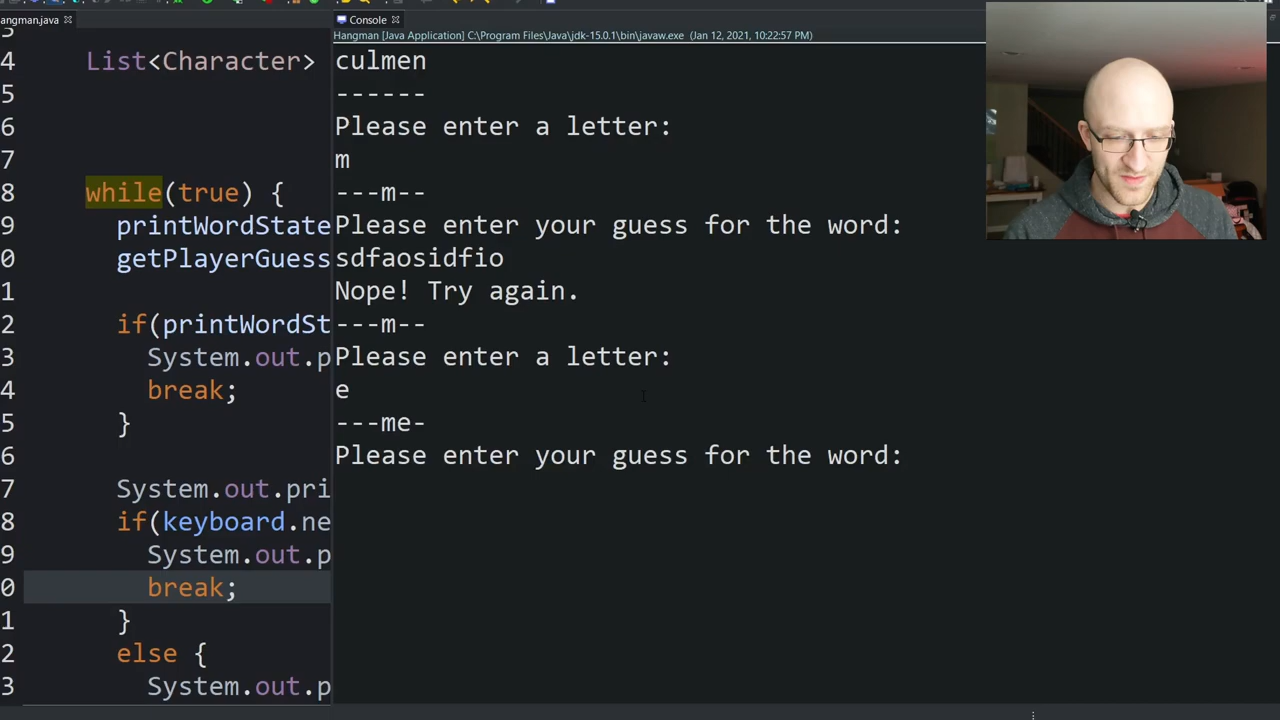 angman.java
Console
Hangman [Java Application] C:\Program Files\Java\jdk-15.0.1\bin\javaw.exe (Jan 12, 2021, 10:22:57 PM)
4 List<Character>
5
6
7
8 while(true) {
9 printWordState
0 getPlayerGuess
1
2 if(printWordSt
3 System.out.p
4 break;
5 }
6
7 System.out.pri
8 if(keyboard.ne
9 System.out.p
0 break;
1 }
2 else {
3 System.out.p
culmen
------
Please enter a letter:
m
---m--
Please enter your guess for the word:
sdfaosidfio
Nope! Try again.
---m--
Please enter a letter:
e
---me-
Please enter your guess for the word: